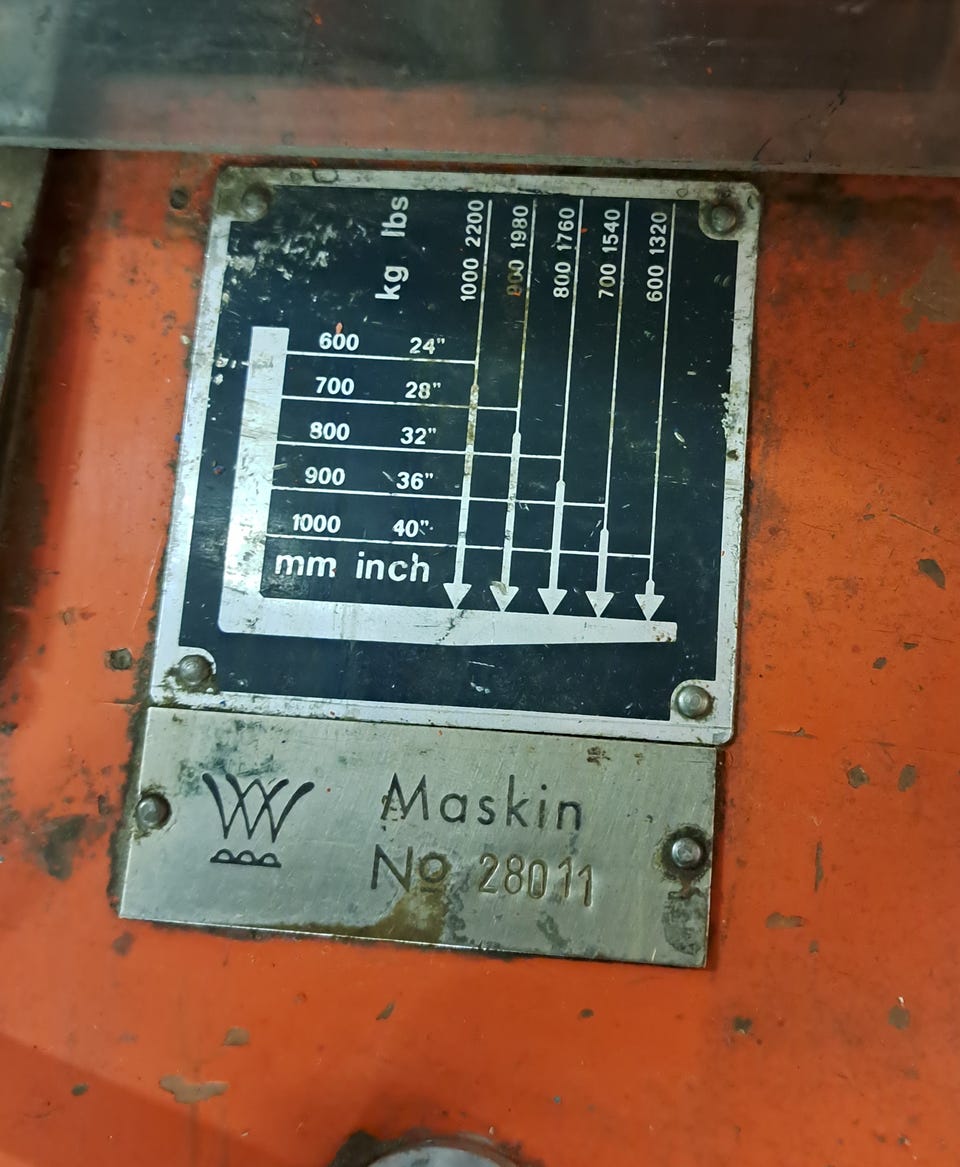 kg lbs
1000 2200
900 1980
800 1760
700 1540
600 1320
600 24"
700 28"
800 32"
900 36"
1000 40"
mm inch
Maskin
No 28011